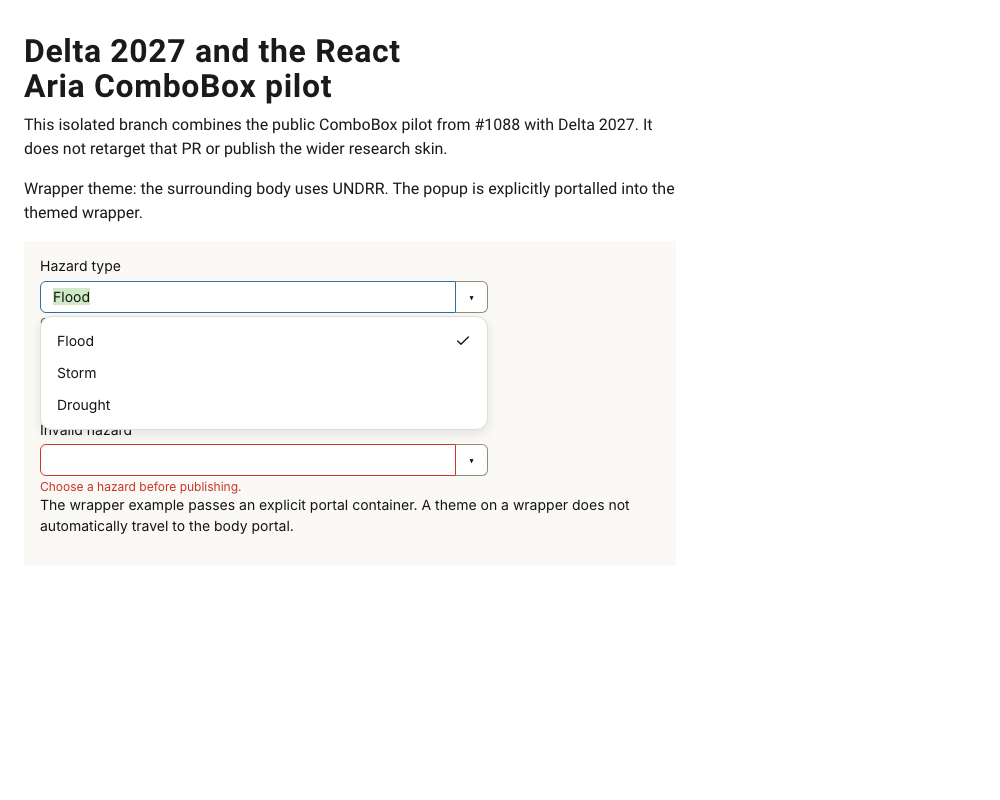 Delta 2027 and the React
Aria ComboBox pilot
This isolated branch combines the public ComboBox pilot from #1088 with Delta 2027. It
does not retarget that PR or publish the wider research skin.
Wrapper theme: the surrounding body uses UNDRR. The popup is explicitly portalled into the
themed wrapper.
Hazard type
Flood
Flood
Storm
Drought
Invalid hazard
Choose a hazard before publishing.
The wrapper example passes an explicit portal container. A theme on a wrapper does not
automatically travel to the body portal.